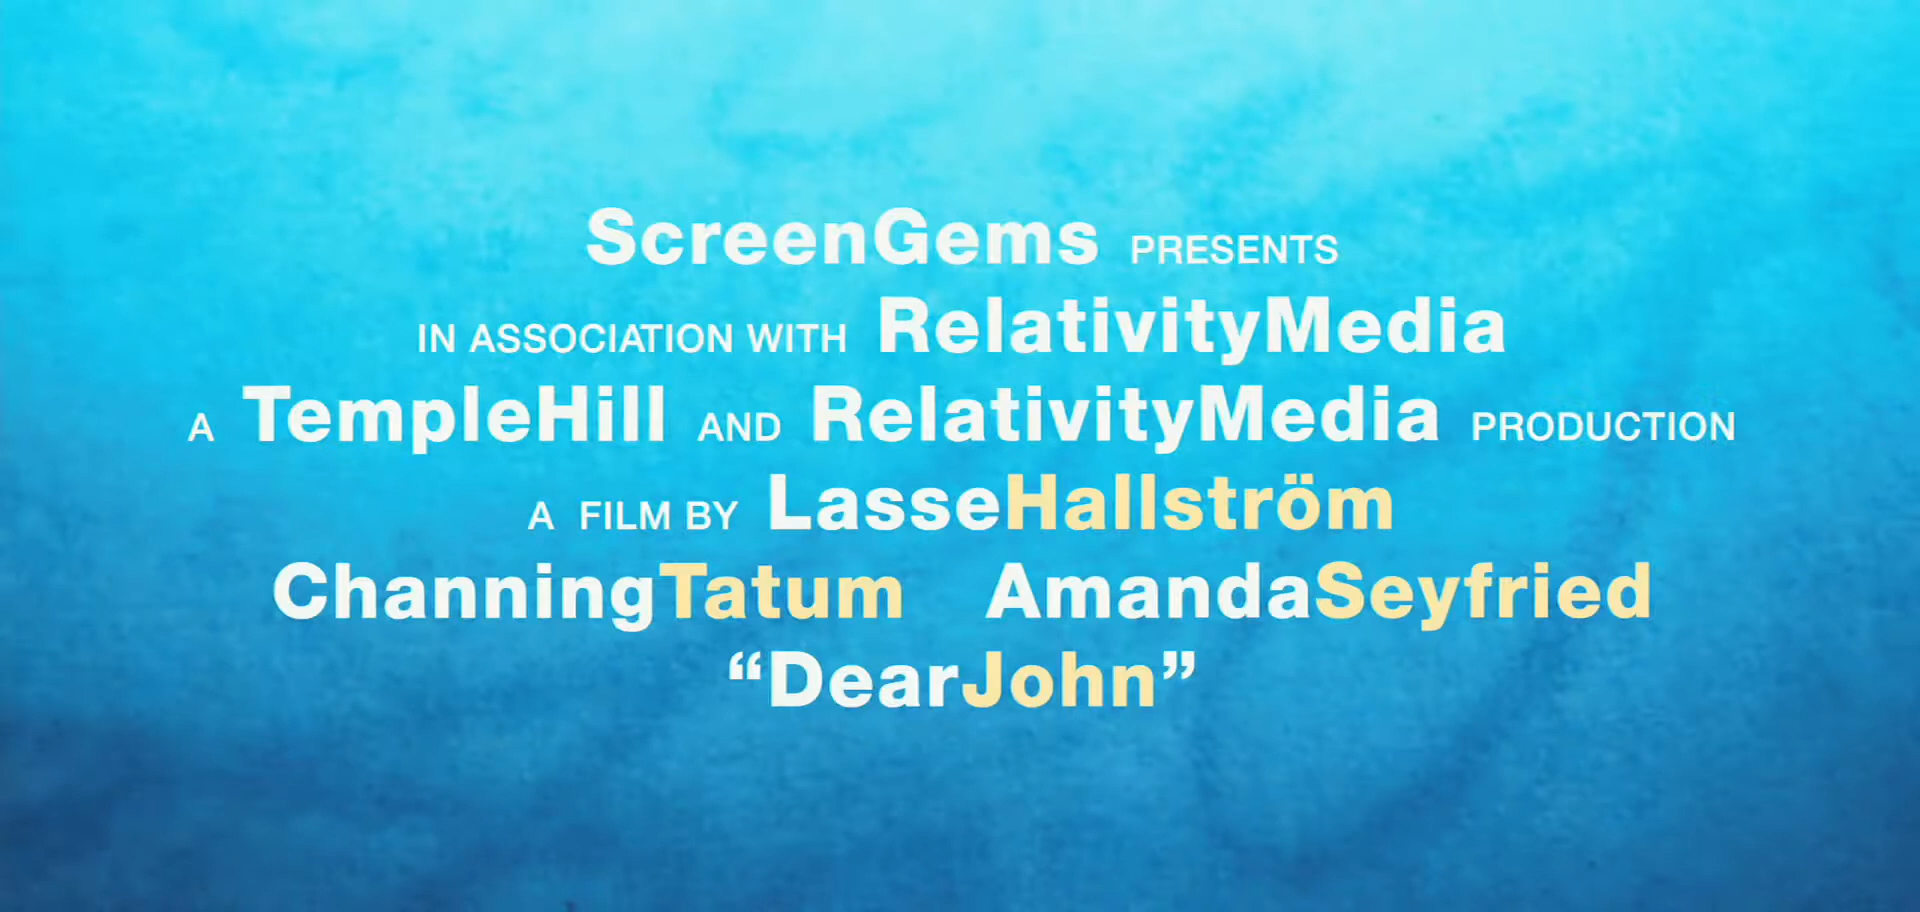 ScreenGems PRESENTS
IN ASSOCIATION WITH RelativityMedia
A TempleHill AND RelativityMedia PRODUCTION
A FILM BY LasseHallström
ChanningTatum AmandaSeyfried
“DearJohn”